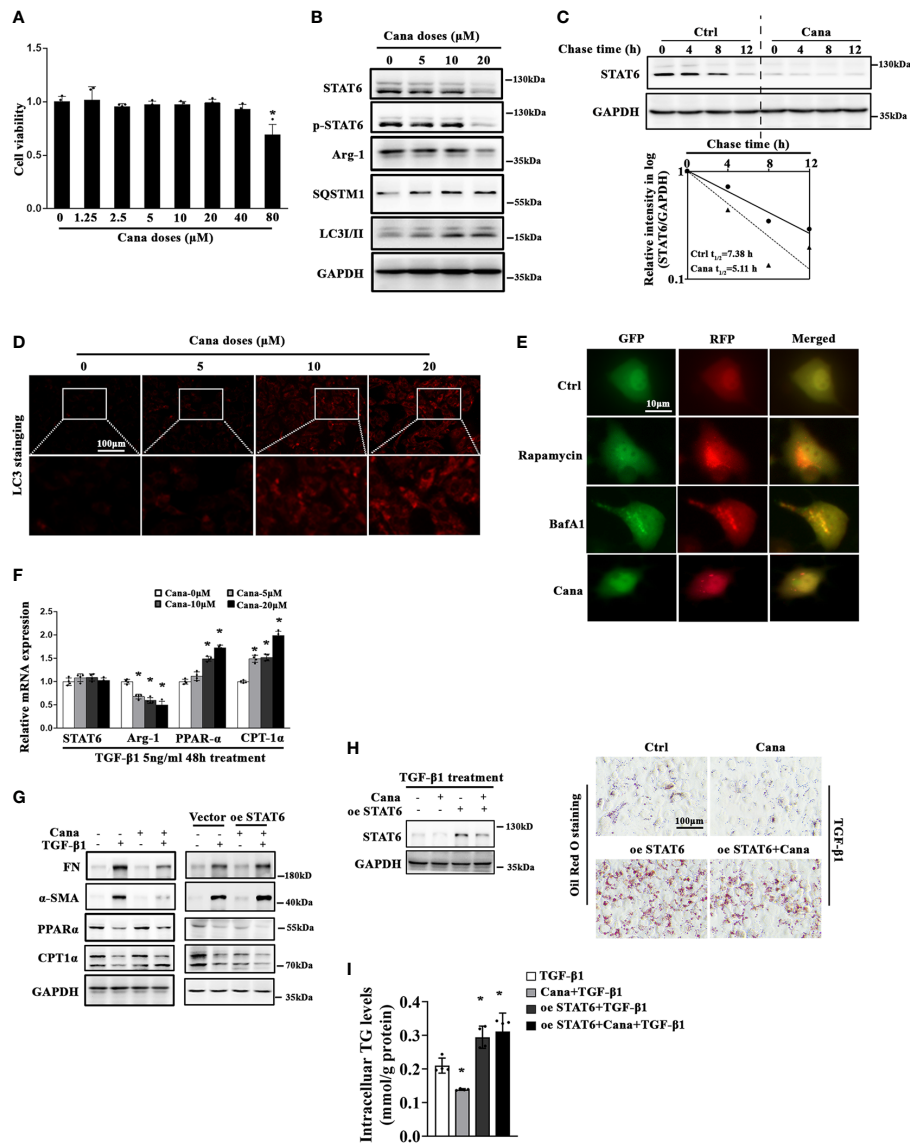 A
1.5
1.0
0.5
0.0
Cell viability
*
0 1.25 2.5 5 10 20 40 80
Cana doses (μM)
B
Cana doses (μM)
0 5 10 20
STAT6
130kDa
p-STAT6
130kDa
Arg-1
35kDa
SQSTM1
55kDa
LC3I/II
15kDa
GAPDH
35kDa
C
Ctrl Cana
Chase time (h) 0 4 8 12 0 4 8 12
STAT6
130kDa
GAPDH
35kDa
Chase time (h)
0 4 8 12
1
0.1
Relative intensity in log
(STAT6/GAPDH)
Ctrl t1/2=7.38 h
Cana t1/2=5.11 h
D
Cana doses (μM)
0 5 10 20
LC3 stainging
100μm
E
GFP RFP Merged
Ctrl
10μm
Rapamycin
BafA1
Cana
F
Cana-0μM Cana-5μM
Cana-10μM Cana-20μM
Relative mRNA expression
2.5
2.0
1.5
1.0
0.5
0.0
* * * * * * * *
STAT6 Arg-1 PPAR-α CPT-1α
TGF-β1 5ng/ml 48h treatment
G
Vector oe STAT6
Cana - - + + - - + +
TGF-β1 - + - + - + - +
FN
180kD
α-SMA
40kDa
PPARα
55kDa
CPT1α
70kDa
GAPDH
35kDa
H
TGF-β1 treatment
Cana - + - +
oe STAT6 - - + +
STAT6
130kD
GAPDH
35kDa
Ctrl Cana
100μm
oe STAT6 oe STAT6+Cana
Oil Red O staining
TGF-β1
I
TGF-β1
Cana+TGF-β1
oe STAT6+TGF-β1
oe STAT6+Cana+TGF-β1
Intracelluar TG levels
(mmol/g protein)
0.4
0.3
0.2
0.1
0.0
* * *